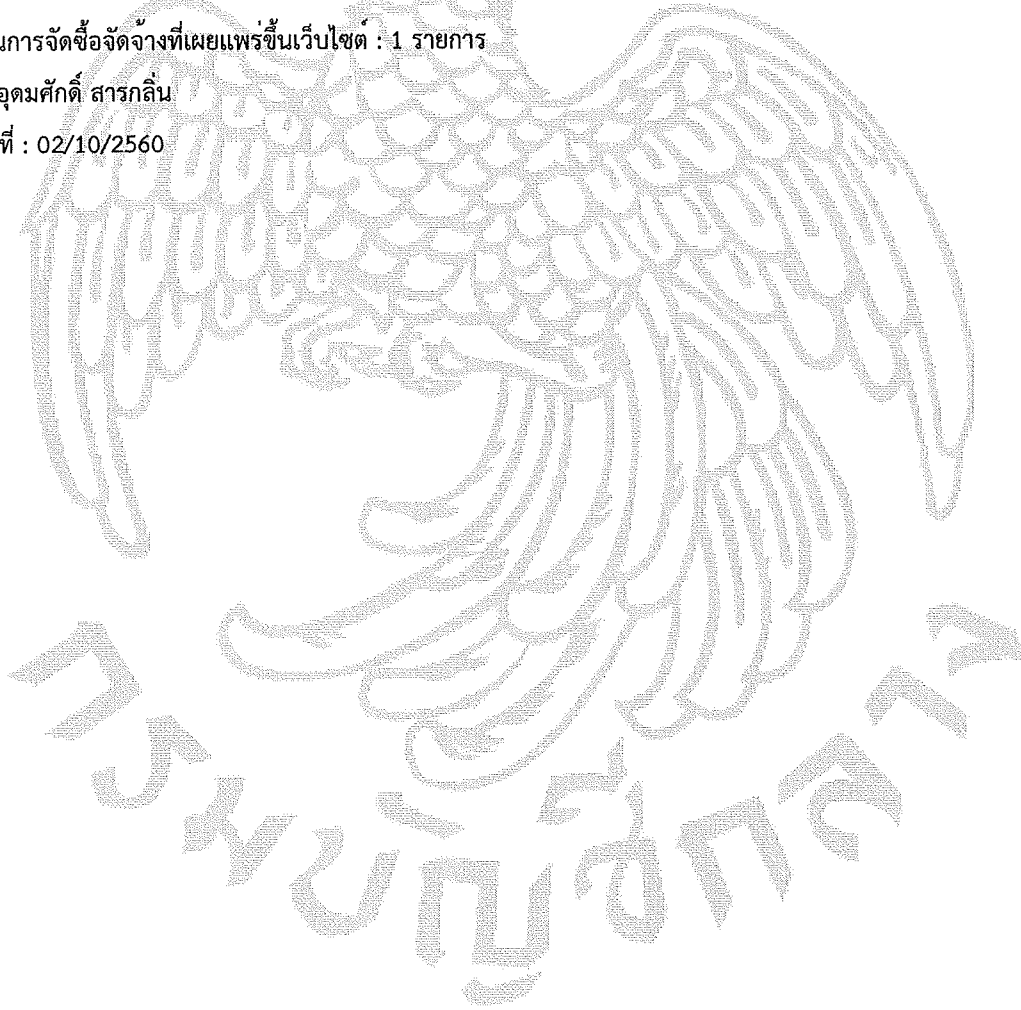 นการจัดซื้อจัดจ้างที่เผยแพร่ขึ้นเว็บไซต์ : 1 รายการ
อุดมศักดิ์ สารกลิ่น
ที่ : 02/10/2560
กรมบัญชีกลาง